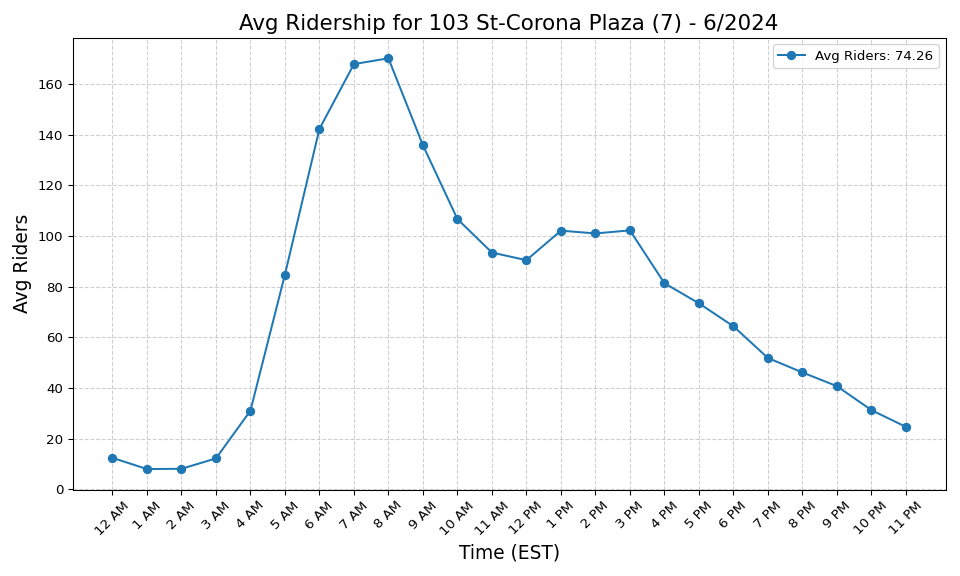 Avg Ridership for 103 St-Corona Plaza (7) - 6/2024
Avg Riders: 74.26
Avg Riders
160
140
120
100
80
60
40
20
0
12 AM
1 AM
2 AM
3 AM
4 AM
5 AM
6 AM
7 AM
8 AM
9 AM
10 AM
11 AM
12 PM
1 PM
2 PM
3 PM
4 PM
5 PM
6 PM
7 PM
8 PM
9 PM
10 PM
11 PM
Time (EST)